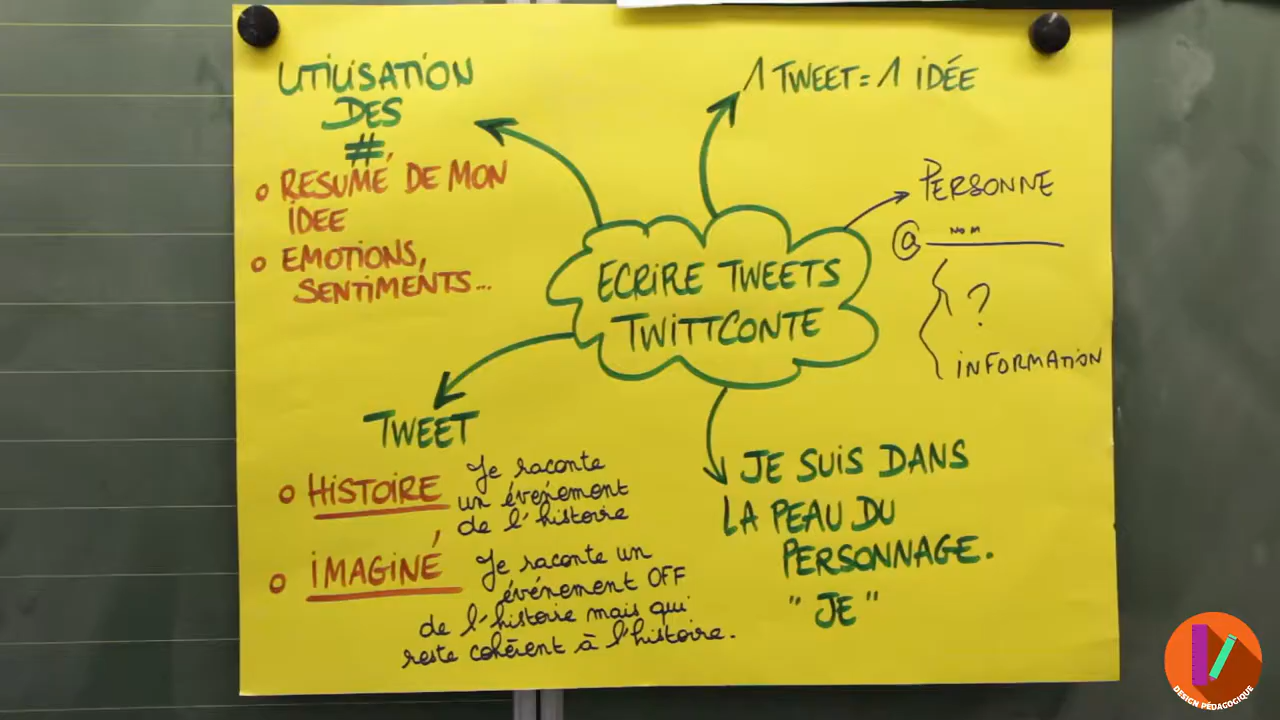 UTILISATION
DES
#
RESUMÉ DE MON
IDEE
EMOTIONS,
SENTIMENTS...
1 TWEET = 1 IDÉE
PERSONNE
@ NOM
?
INFORMATION
ECRIRE TWEETS
TWITTCONTE
TWEET
HISTOIRE Je raconte
un événement
de l'histoire
IMAGINÉ Je raconte un
événement OFF
de l'histoire mais qui
reste cohérent à l'histoire.
JE SUIS DANS
LA PEAU DU
PERSONNAGE.
"JE"
DESIGN PÉDAGOGIQUE